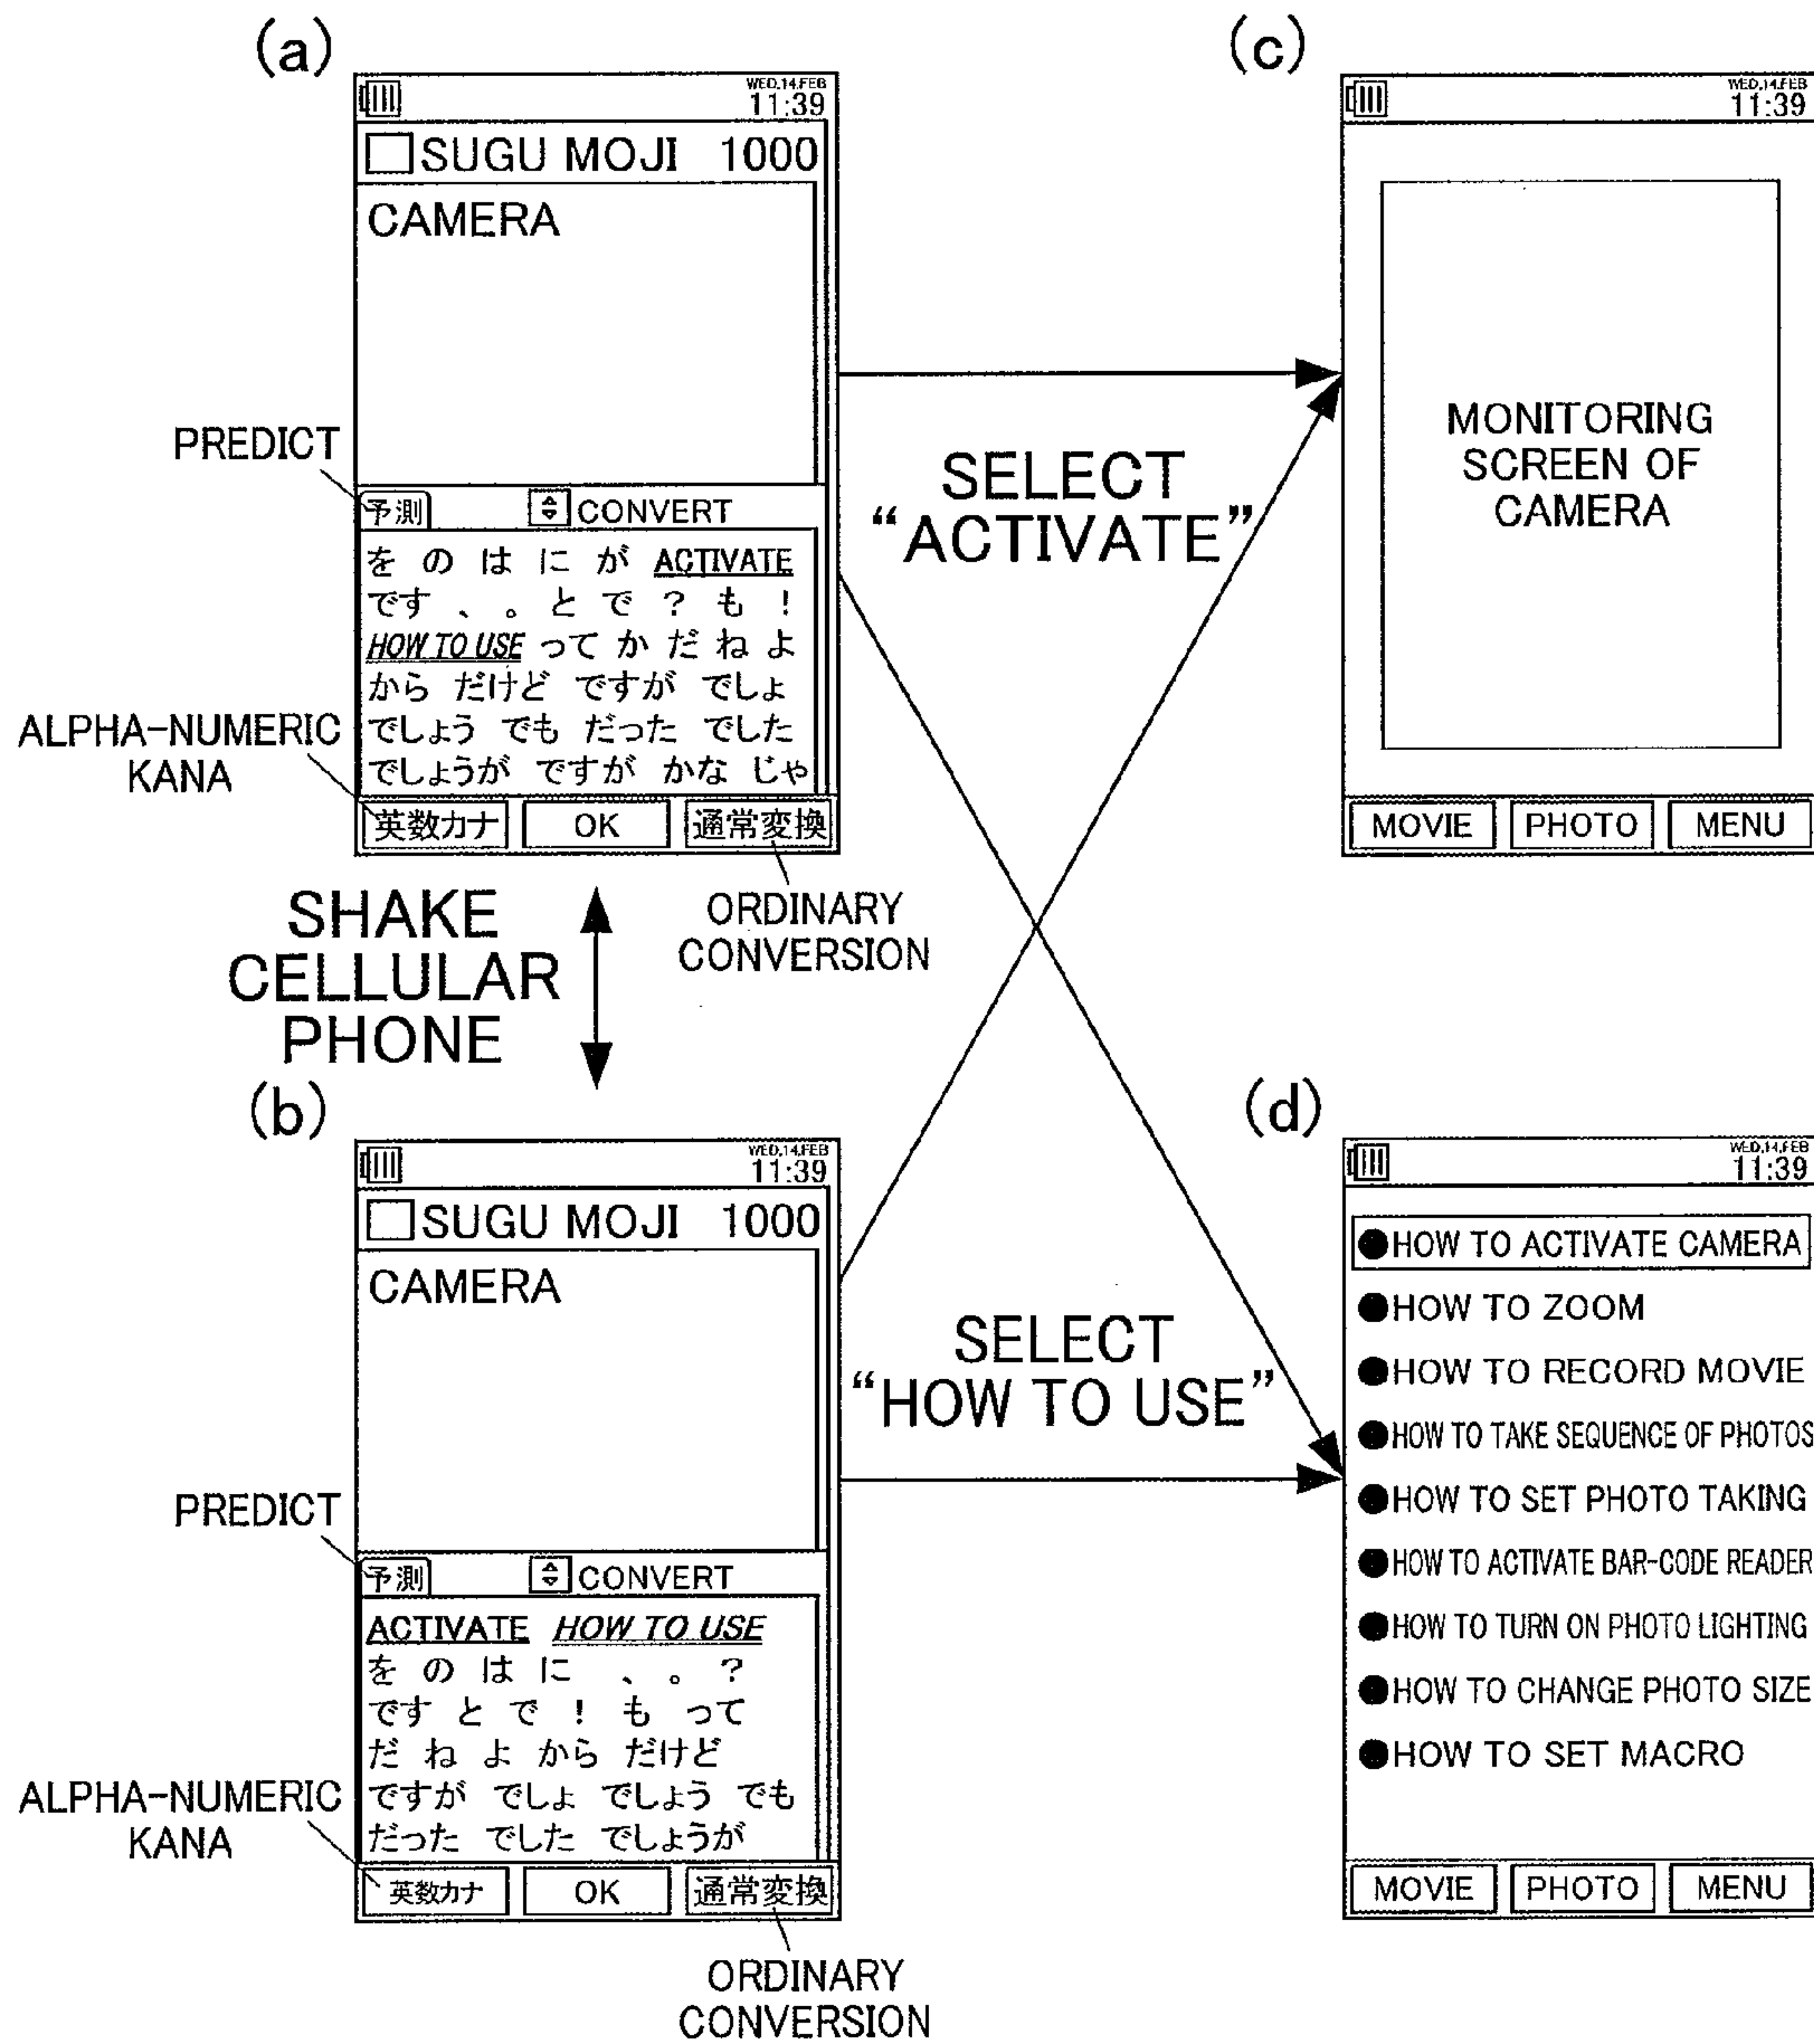 (a)
WED,14,FEB
11:39
SUGU MOJI 1000
CAMERA
PREDICT
予測
CONVERT
を の は に が ACTIVATE
です 、 。 と で ? も !
HOW TO USE って か だ ね よ
から だけど ですが でしょ
でしょう でも だった でした
でしょうが ですが かな じゃ
ALPHA-NUMERIC
KANA
英数カナ OK 通常変換
ORDINARY
CONVERSION
SHAKE
CELLULAR
PHONE
(b)
WED,14,FEB
11:39
SUGU MOJI 1000
CAMERA
PREDICT
予測
CONVERT
ACTIVATE HOW TO USE
を の は に 、 。 ?
です と で ! も って
だ ね よ から だけど
ですが でしょ でしょう でも
だった でした でしょうが
ALPHA-NUMERIC
KANA
英数カナ OK 通常変換
ORDINARY
CONVERSION
SELECT
“ACTIVATE”
SELECT
“HOW TO USE”
(c)
WED,14,FEB
11:39
MONITORING
SCREEN OF
CAMERA
MOVIE PHOTO MENU
(d)
WED,14,FEB
11:39
●HOW TO ACTIVATE CAMERA
●HOW TO ZOOM
●HOW TO RECORD MOVIE
●HOW TO TAKE SEQUENCE OF PHOTOS
●HOW TO SET PHOTO TAKING
●HOW TO ACTIVATE BAR-CODE READER
●HOW TO TURN ON PHOTO LIGHTING
●HOW TO CHANGE PHOTO SIZE
●HOW TO SET MACRO
MOVIE PHOTO MENU